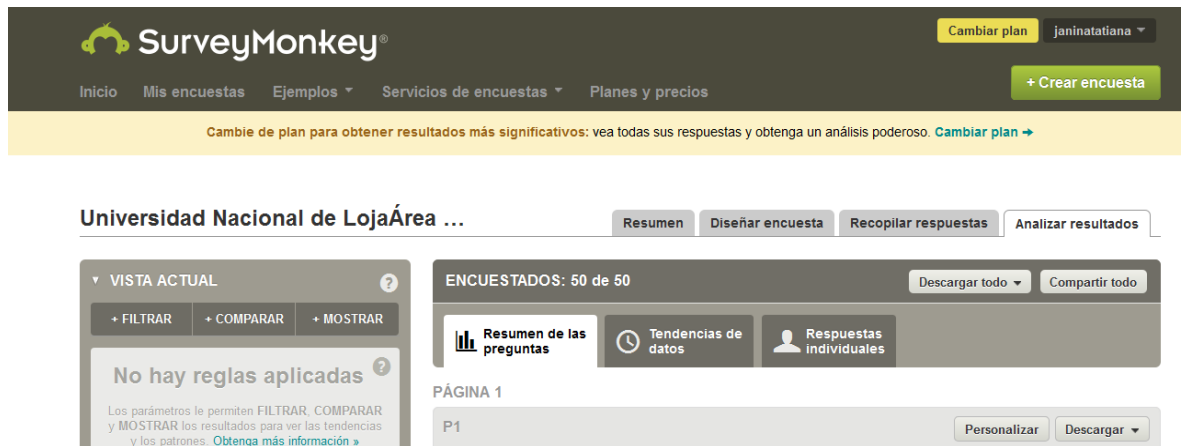 SurveyMonkey®
Cambiar plan
janinatatiana
Inicio Mis encuestas Ejemplos Servicios de encuestas Planes y precios
+ Crear encuesta
Cambie de plan para obtener resultados más significativos: vea todas sus respuestas y obtenga un análisis poderoso. Cambiar plan →
Universidad Nacional de LojaÁrea ...
Resumen Diseñar encuesta Recopilar respuestas Analizar resultados
VISTA ACTUAL ?
+ FILTRAR + COMPARAR + MOSTRAR
No hay reglas aplicadas ?
Los parámetros le permiten FILTRAR, COMPARAR
y MOSTRAR los resultados para ver las tendencias
y los patrones. Obtenga más información »
ENCUESTADOS: 50 de 50
Descargar todo Compartir todo
Resumen de las
preguntas
Tendencias de
datos
Respuestas
individuales
PÁGINA 1
P1
Personalizar Descargar